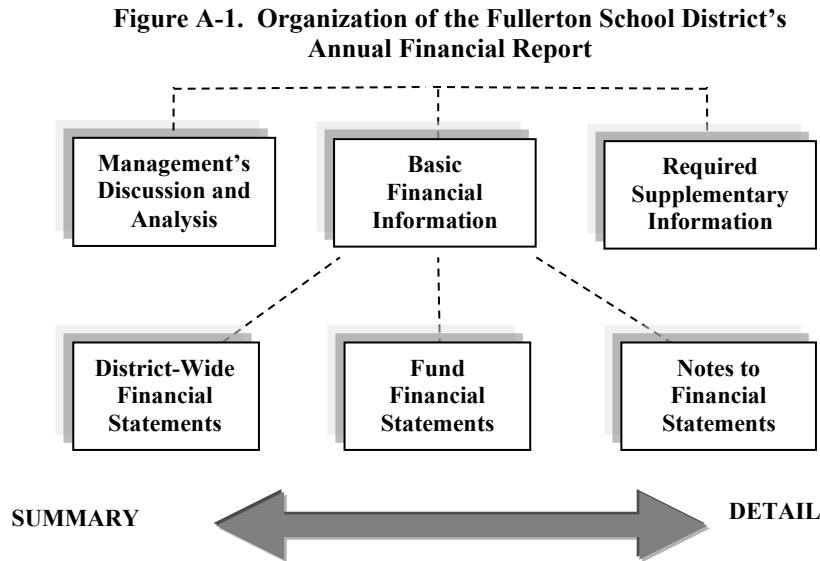 Figure A-1. Organization of the Fullerton School District’s
Annual Financial Report
Management’s
Discussion and
Analysis
Basic
Financial
Information
Required
Supplementary
Information
District-Wide
Financial
Statements
Fund
Financial
Statements
Notes to
Financial
Statements
SUMMARY
DETAIL